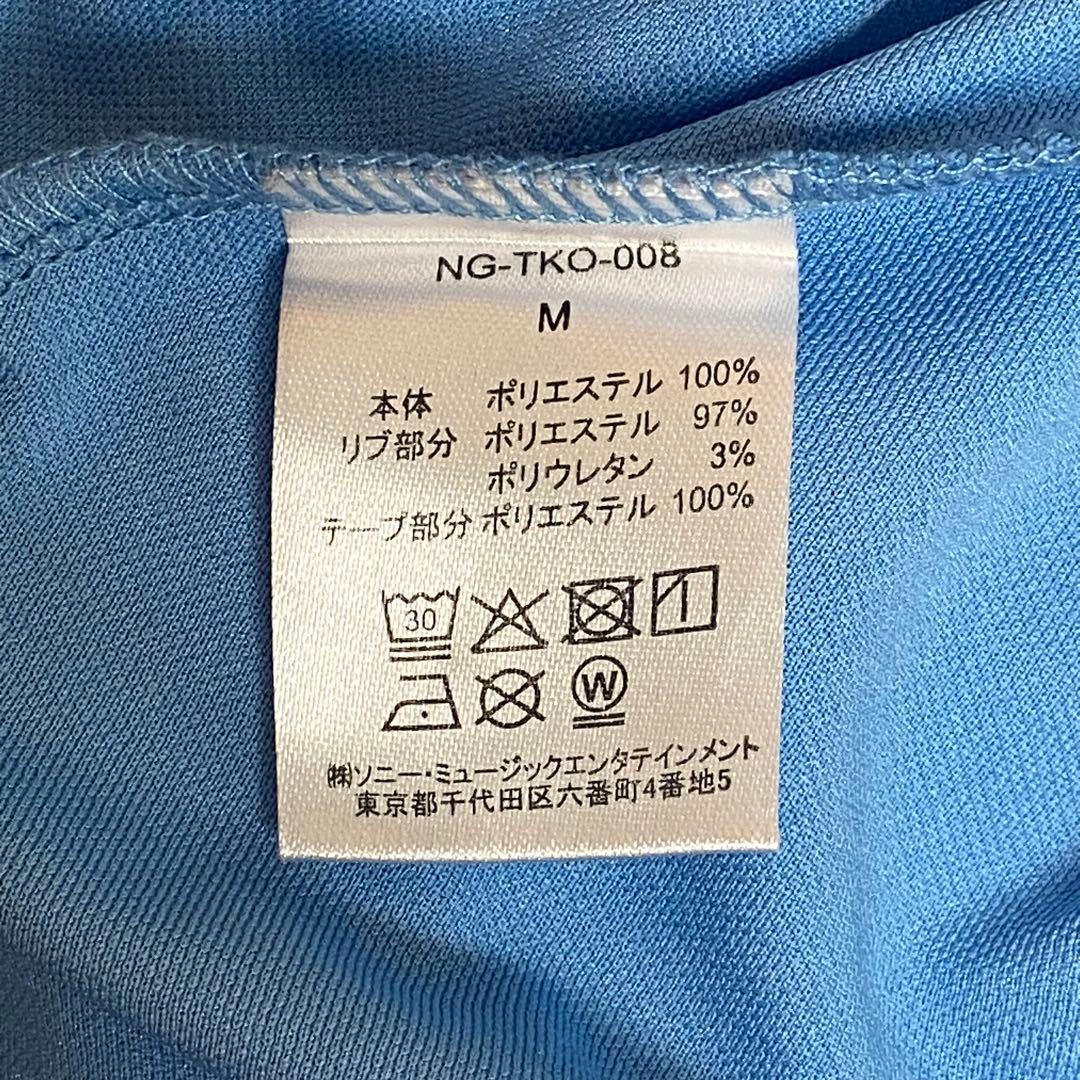 NG-TKO-008
M
本体 ポリエステル 100%
リブ部分 ポリエステル 97%
ポリウレタン 3%
テープ部分 ポリエステル 100%
30
W
㈱ソニー・ミュージックエンタテインメント
東京都千代田区六番町4番地5